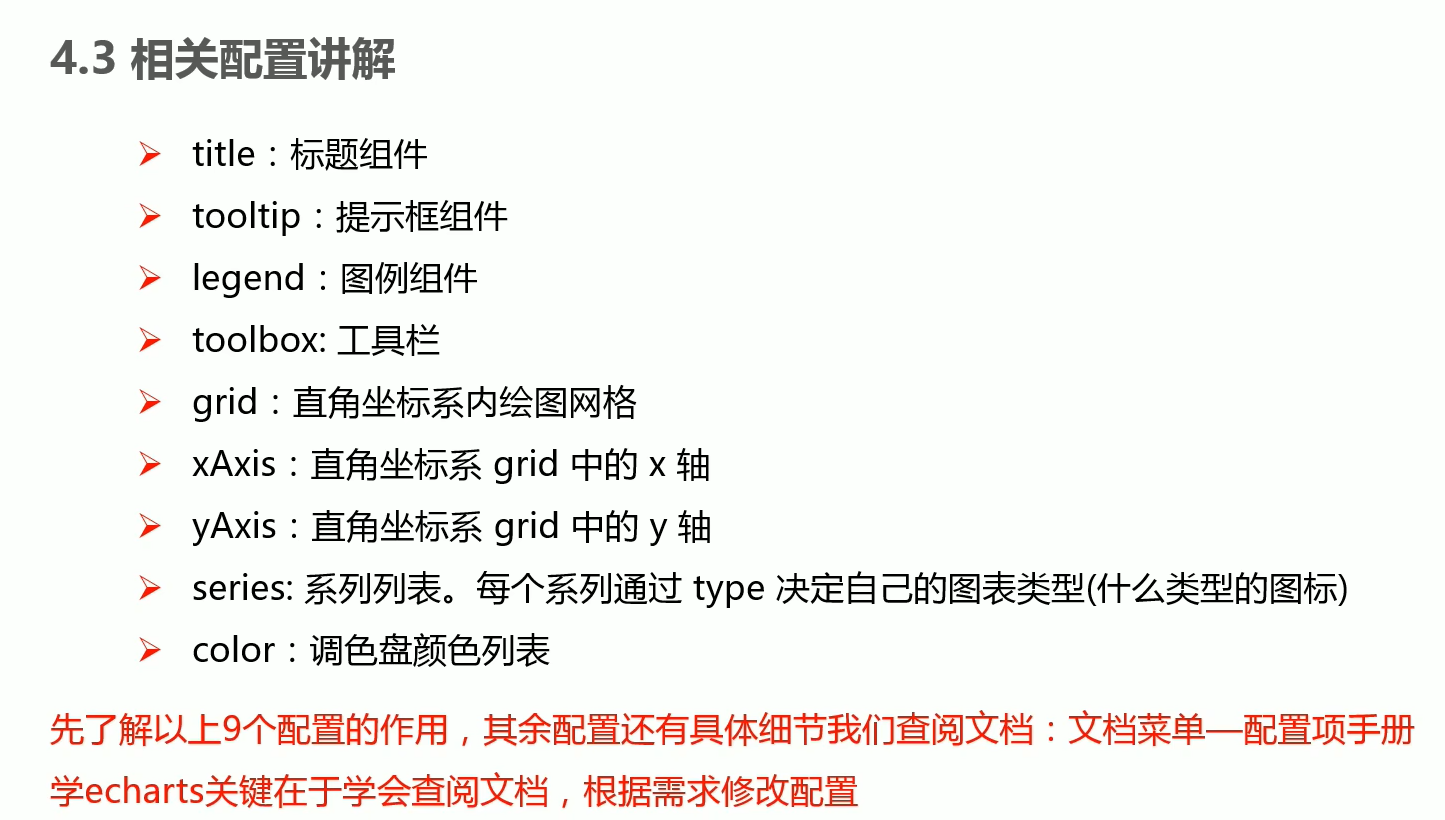 4.3 相关配置讲解
title：标题组件
tooltip：提示框组件
legend：图例组件
toolbox: 工具栏
grid：直角坐标系内绘图网格
xAxis：直角坐标系 grid 中的 x 轴
yAxis：直角坐标系 grid 中的 y 轴
series: 系列列表。每个系列通过 type 决定自己的图表类型(什么类型的图标)
color：调色盘颜色列表
先了解以上9个配置的作用，其余配置还有具体细节我们查阅文档：文档菜单—配置项手册
学echarts关键在于学会查阅文档，根据需求修改配置